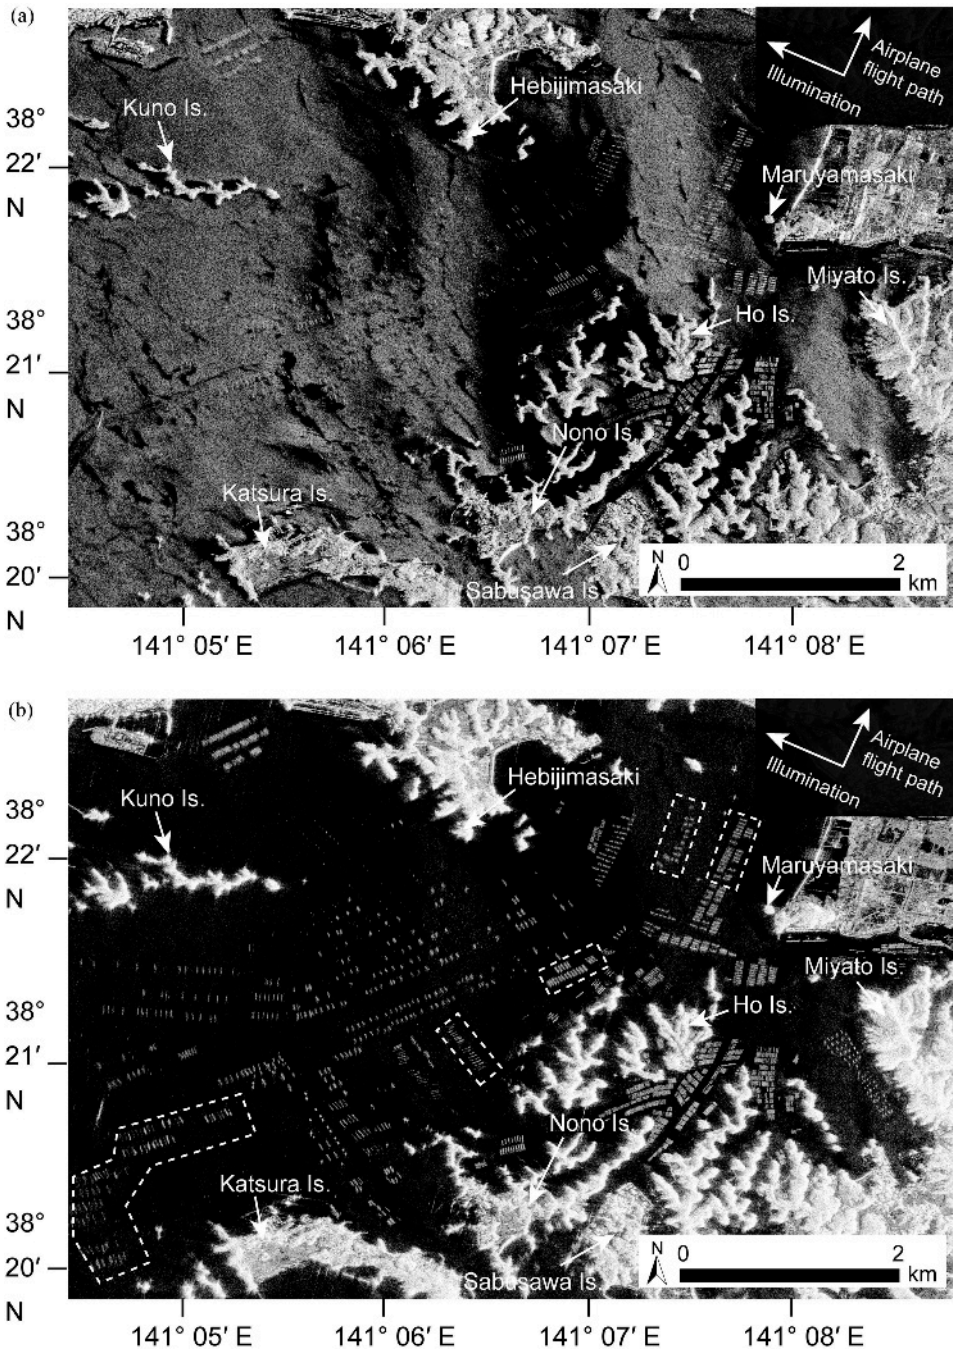 (a)
Airplane
flight path
Illumination
Hebijimasaki
Kuno Is.
38°
22′
N
Maruyamasaki
Miyato Is.
38°
21′
N
Ho Is.
Nono Is.
Katsura Is.
38°
20′
N
Sabusawa Is.
N
0
2
km
141° 05′ E
141° 06′ E
141° 07′ E
141° 08′ E
(b)
Airplane
flight path
Illumination
Hebijimasaki
Kuno Is.
38°
22′
N
Maruyamasaki
Miyato Is.
38°
21′
N
Ho Is.
Nono Is.
Katsura Is.
38°
20′
N
Sabusawa Is.
N
0
2
km
141° 05′ E
141° 06′ E
141° 07′ E
141° 08′ E